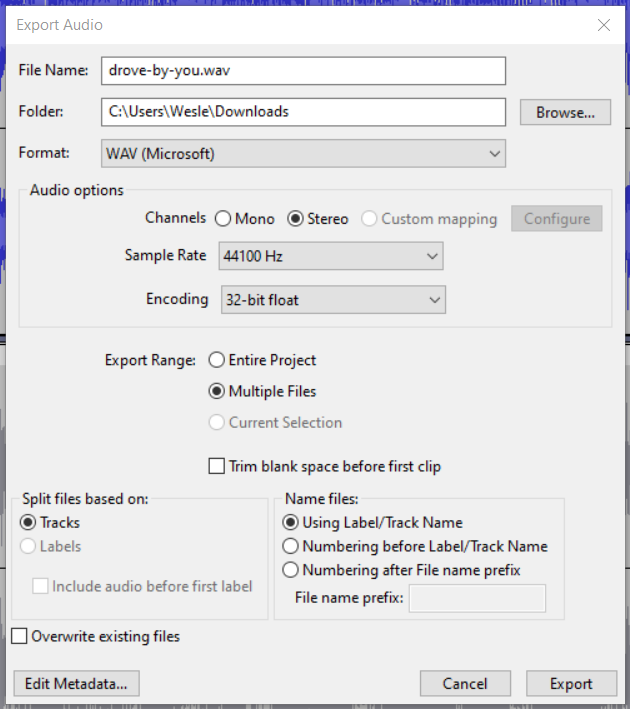 Export Audio
File Name: drove-by-you.wav
Folder: C:\Users\Wesle\Downloads Browse...
Format: WAV (Microsoft)
Audio options
Channels Mono Stereo Custom mapping Configure
Sample Rate 44100 Hz
Encoding 32-bit float
Export Range: Entire Project
Multiple Files
Current Selection
Trim blank space before first clip
Split files based on:
Tracks
Labels
Include audio before first label
Name files:
Using Label/Track Name
Numbering before Label/Track Name
Numbering after File name prefix
File name prefix:
Overwrite existing files
Edit Metadata... Cancel Export